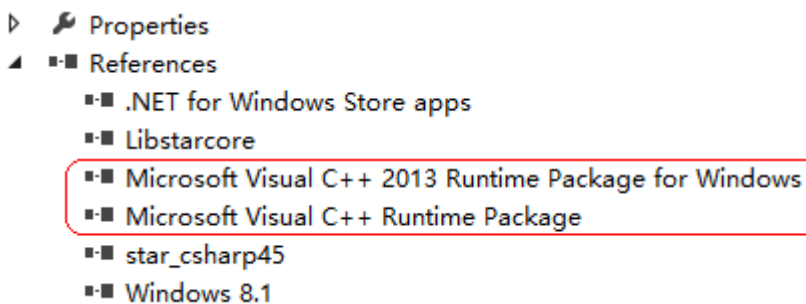 Properties
References
.NET for Windows Store apps
Libstarcore
Microsoft Visual C++ 2013 Runtime Package for Windows
Microsoft Visual C++ Runtime Package
star_csharp45
Windows 8.1